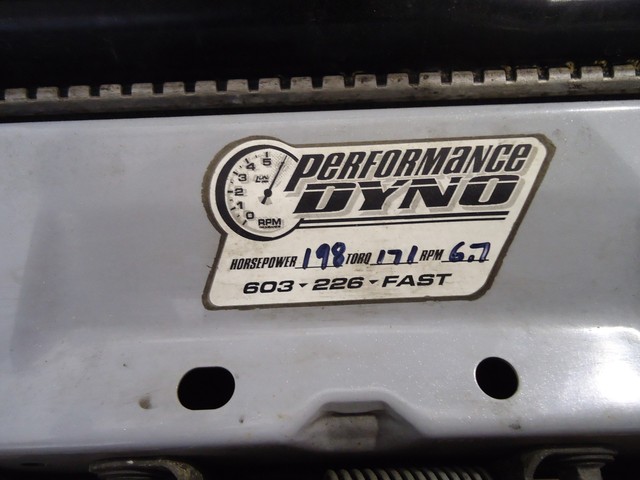 PERFORMANCE
DYNO
5
4
3
2
1
0
RPM
HORSEPOWER 198 TORQ 171 RPM 6.7
603-226-FAST